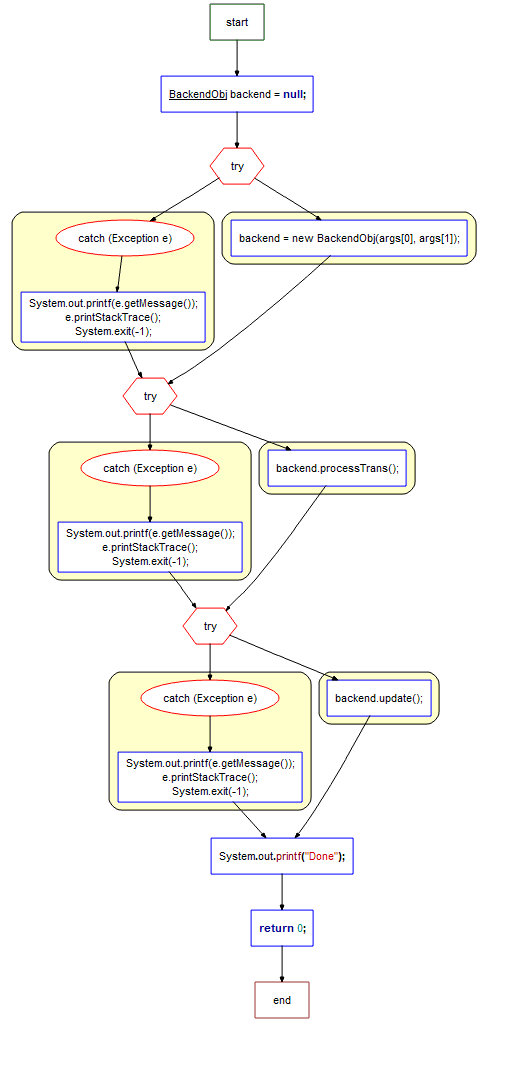 start
BackendObj backend = null;
try
catch (Exception e)
backend = new BackendObj(args[0], args[1]);
System.out.printf(e.getMessage());
e.printStackTrace();
System.exit(-1);
try
catch (Exception e)
backend.processTrans();
System.out.printf(e.getMessage());
e.printStackTrace();
System.exit(-1);
try
catch (Exception e)
backend.update();
System.out.printf(e.getMessage());
e.printStackTrace();
System.exit(-1);
System.out.printf("Done");
return 0;
end